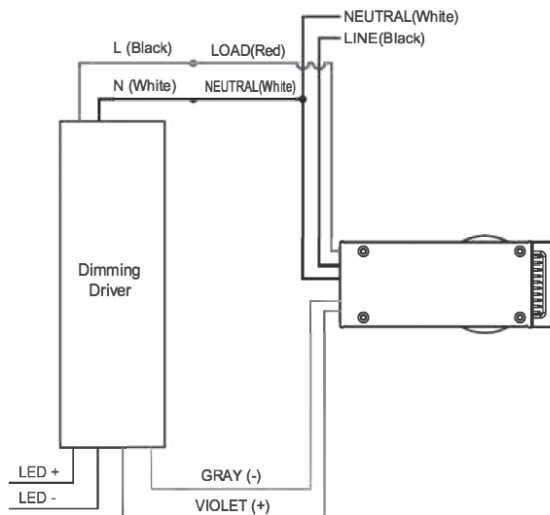 NEUTRAL(White)
LINE(Black)
L (Black)
LOAD(Red)
N (White)
NEUTRAL(White)
Dimming
Driver
LED +
LED -
GRAY (-)
VIOLET (+)